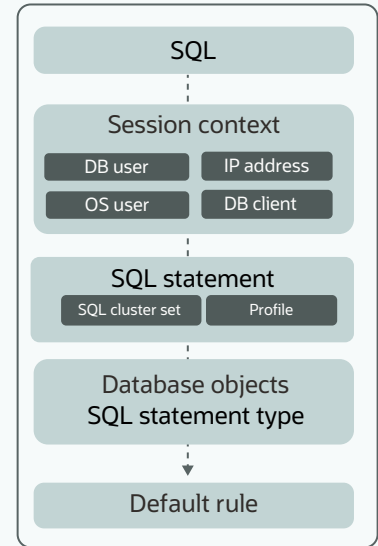 SQL
Session context
DB user IP address
OS user DB client
SQL statement
SQL cluster set Profile
Database objects
SQL statement type
Default rule